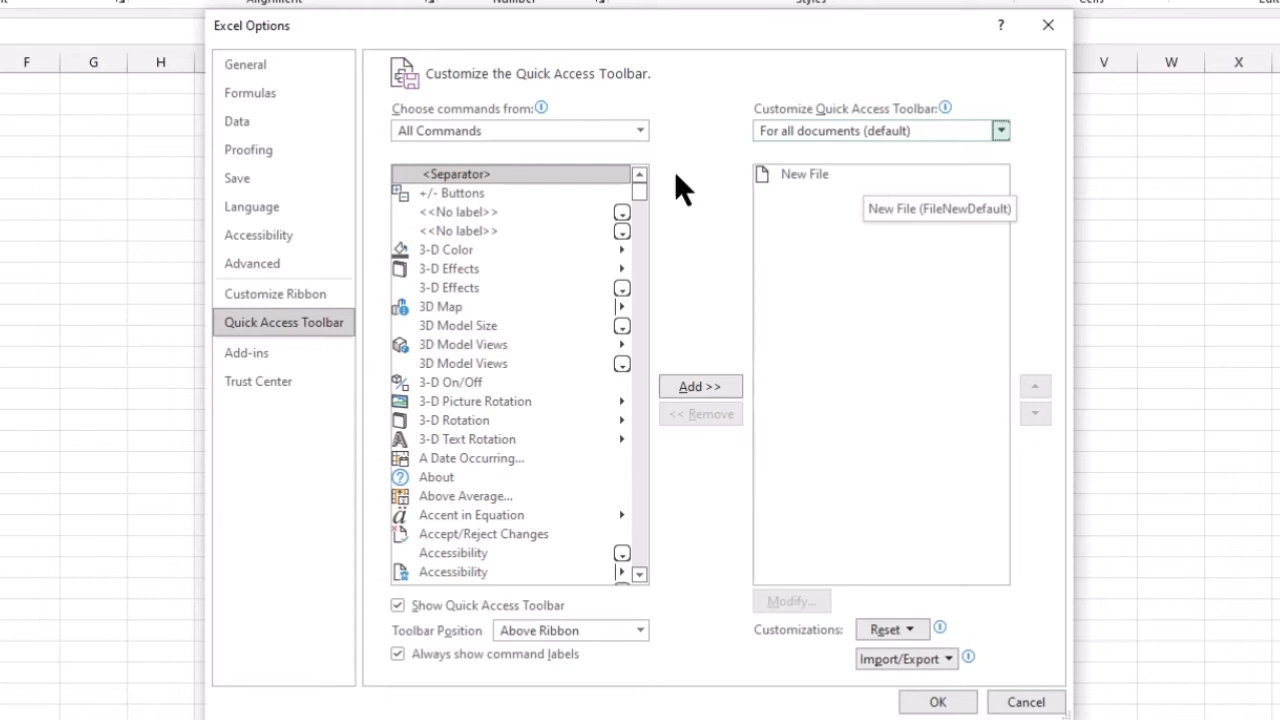 Alignment
Number
Styles
Cells
F
G
H
V
W
X
Excel Options
?
General
Formulas
Data
Proofing
Save
Language
Accessibility
Advanced
Customize Ribbon
Quick Access Toolbar
Add-ins
Trust Center
Customize the Quick Access Toolbar.
Choose commands from:
All Commands
<Separator>
+/- Buttons
<<No label>>
<<No label>>
3-D Color
3-D Effects
3-D Effects
3D Map
3D Model Size
3D Model Views
3D Model Views
3-D On/Off
3-D Picture Rotation
3-D Rotation
3-D Text Rotation
A Date Occurring...
About
Above Average...
Accent in Equation
Accept/Reject Changes
Accessibility
Accessibility
Show Quick Access Toolbar
Toolbar Position
Above Ribbon
Always show command labels
Add >>
<< Remove
Customize Quick Access Toolbar:
For all documents (default)
New File
New File (FileNewDefault)
Modify...
Customizations:
Reset
Import/Export
OK
Cancel